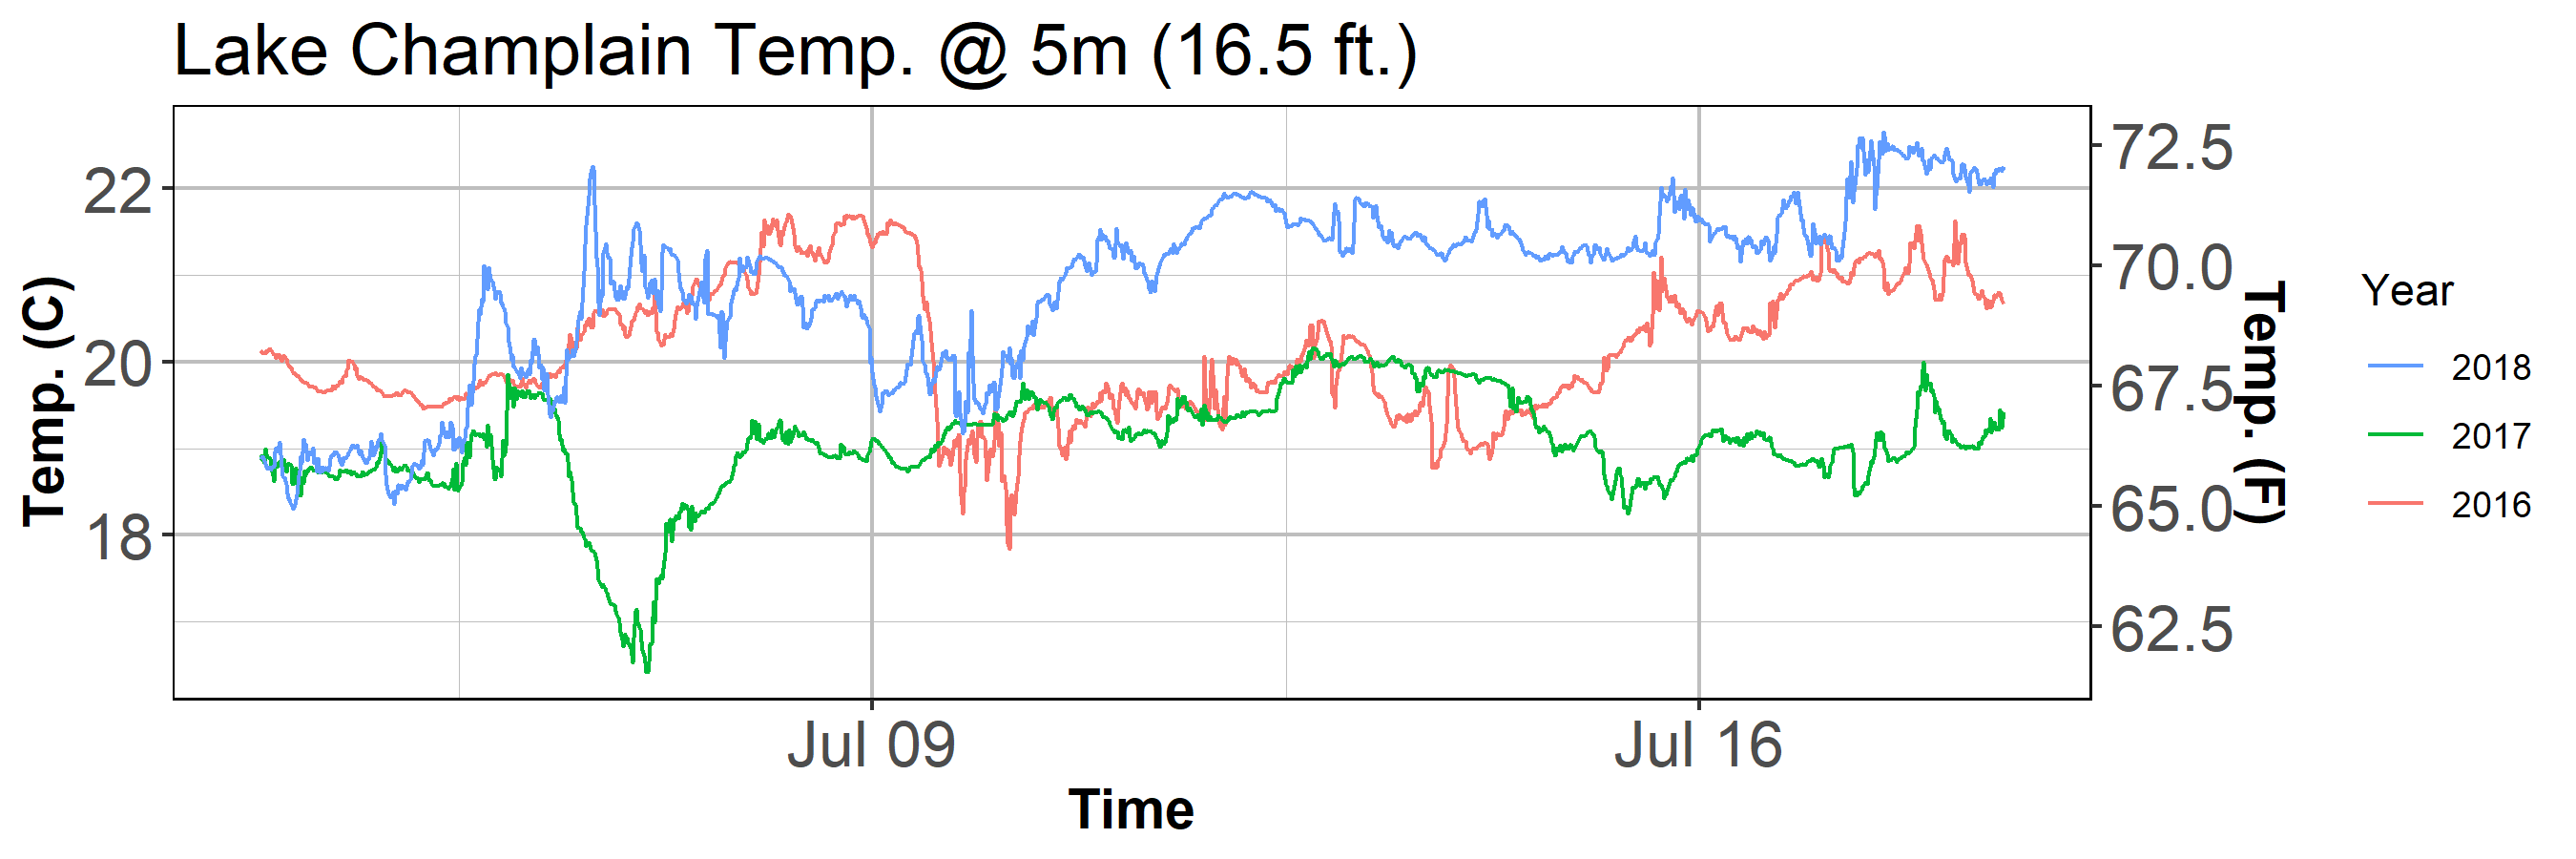 Lake Champlain Temp. @ 5m (16.5 ft.)
Temp. (C)
22
20
18
72.5
70.0
67.5
65.0
62.5
Temp. (F)
Jul 09
Jul 16
Time
Year
2018
2017
2016